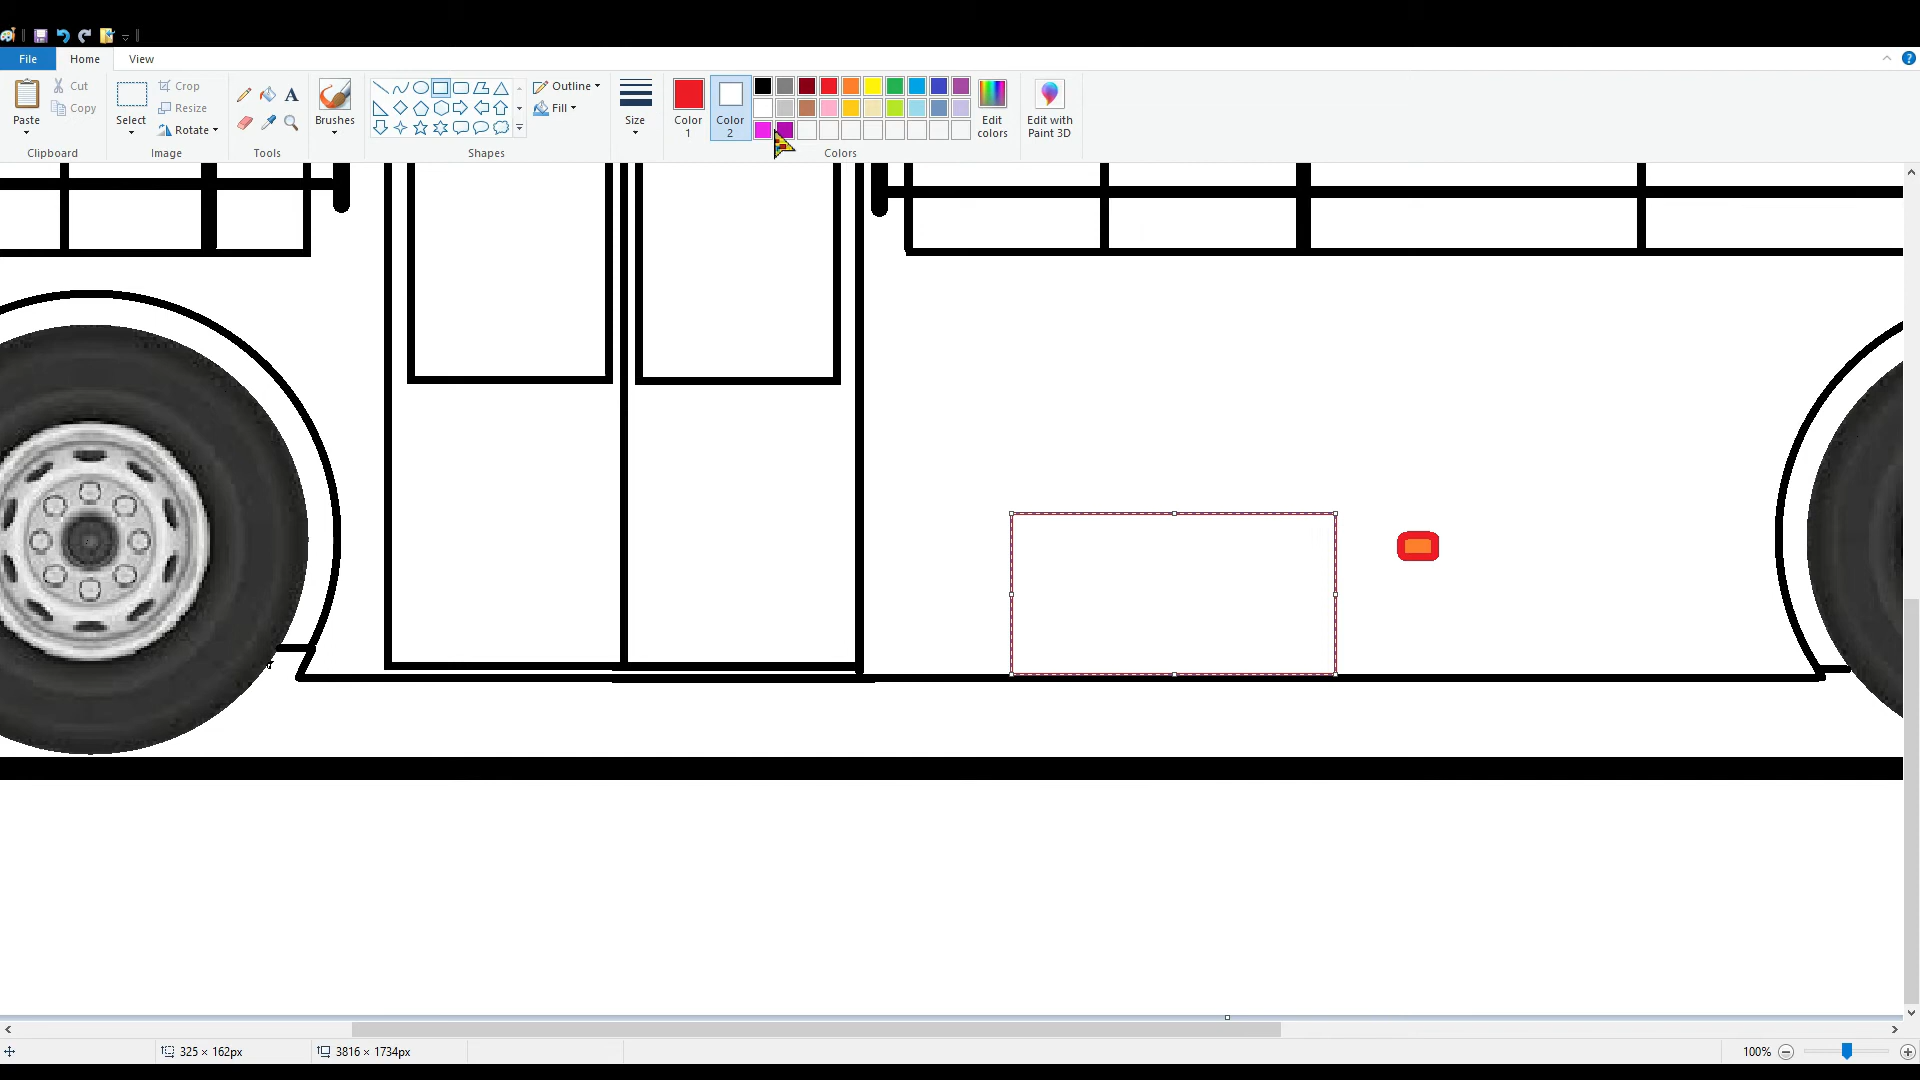 File Home View
Paste
Cut
Copy
Clipboard
Select
Crop
Resize
Rotate
Image
A
Tools
Brushes
Outline
Fill
Shapes
Size
Color
1
Color
2
Edit
colors
Colors
Edit with
Paint 3D
325 × 162px
3816 × 1734px
100%